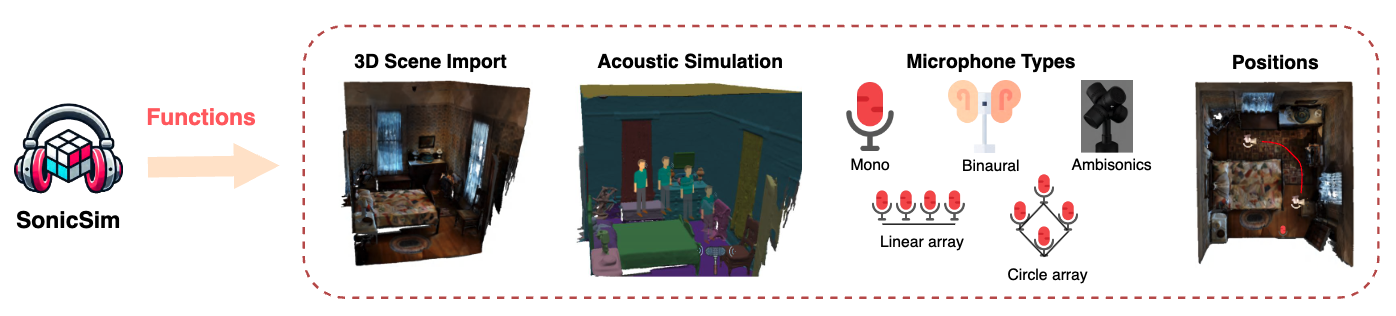 Functions
SonicSim
3D Scene Import
Acoustic Simulation
Microphone Types
Positions
Mono
Binaural
Ambisonics
Linear array
Circle array